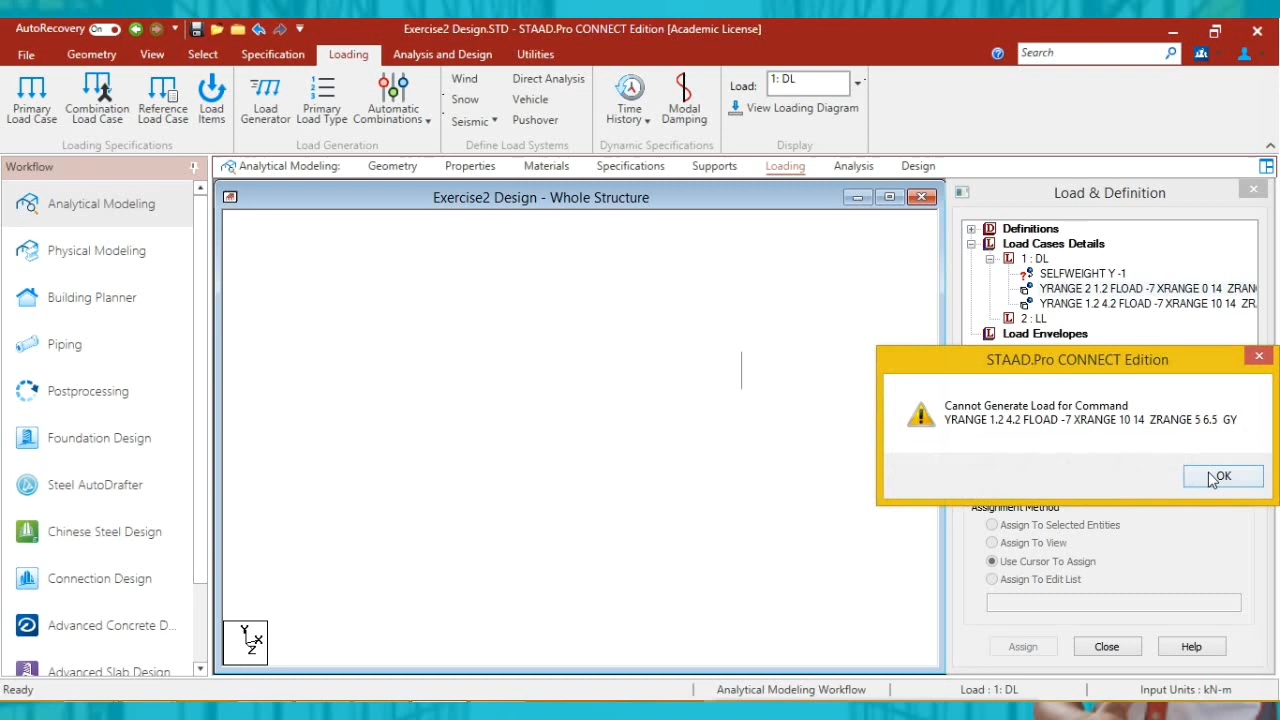 AutoRecovery On
Exercise2 Design.STD - STAAD.Pro CONNECT Edition [Academic License]
File Geometry View Select Specification Loading Analysis and Design Utilities Search
Primary Load Case
Combination Load Case
Reference Load Case
Load Items
Loading Specifications
Load Generator
Primary Load Type
Automatic Combinations
Load Generation
Wind
Snow
Seismic
Direct Analysis
Vehicle
Pushover
Define Load Systems
Time History
Modal Damping
Dynamic Specifications
Load: 1: DL
View Loading Diagram
Display
Workflow
Analytical Modeling: Geometry Properties Materials Specifications Supports Loading Analysis Design
Analytical Modeling
Physical Modeling
Building Planner
Piping
Postprocessing
Foundation Design
Steel AutoDrafter
Chinese Steel Design
Connection Design
Advanced Concrete D...
Advanced Slab Design
Exercise2 Design - Whole Structure
Y
X
Z
Load & Definition
D Definitions
L Load Cases Details
L 1 : DL
SELFWEIGHT Y -1
YRANGE 2 1.2 FLOAD -7 XRANGE 0 14 ZRAN
YRANGE 1.2 4.2 FLOAD -7 XRANGE 10 14 ZR
L 2 : LL
L Load Envelopes
STAAD.Pro CONNECT Edition
Cannot Generate Load for Command
YRANGE 1.2 4.2 FLOAD -7 XRANGE 10 14 ZRANGE 5 6.5 GY
OK
Assignment Method
Assign To Selected Entities
Assign To View
Use Cursor To Assign
Assign To Edit List
Assign Close Help
Ready
Analytical Modeling Workflow
Load : 1: DL
Input Units : kN-m